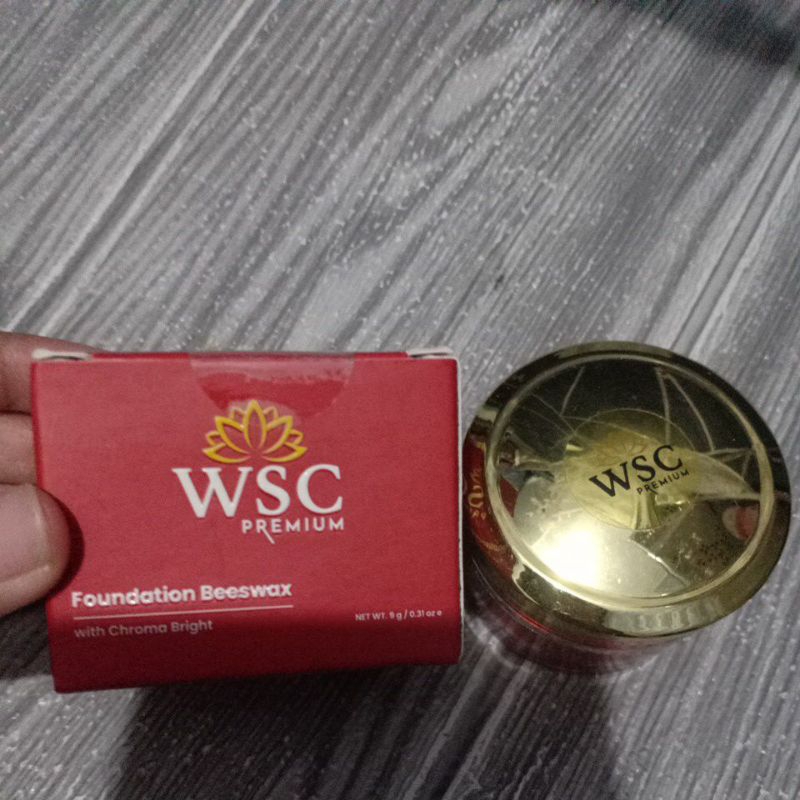 WSC
PREMIUM
Foundation Beeswax
with Chroma Bright
NET WT. 9 g / 0.31 oz e
WSC
PREMIUM